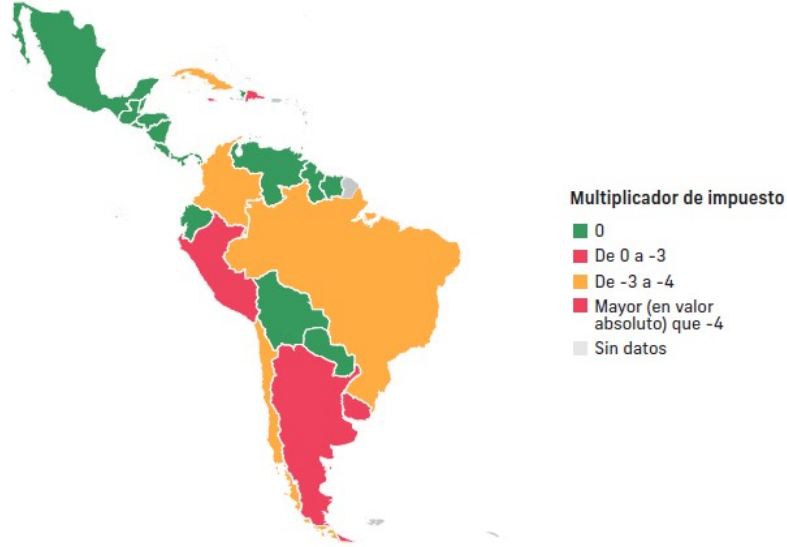 Multiplicador de impuesto
0
De 0 a -3
De -3 a -4
Mayor (en valor
absoluto) que -4
Sin datos